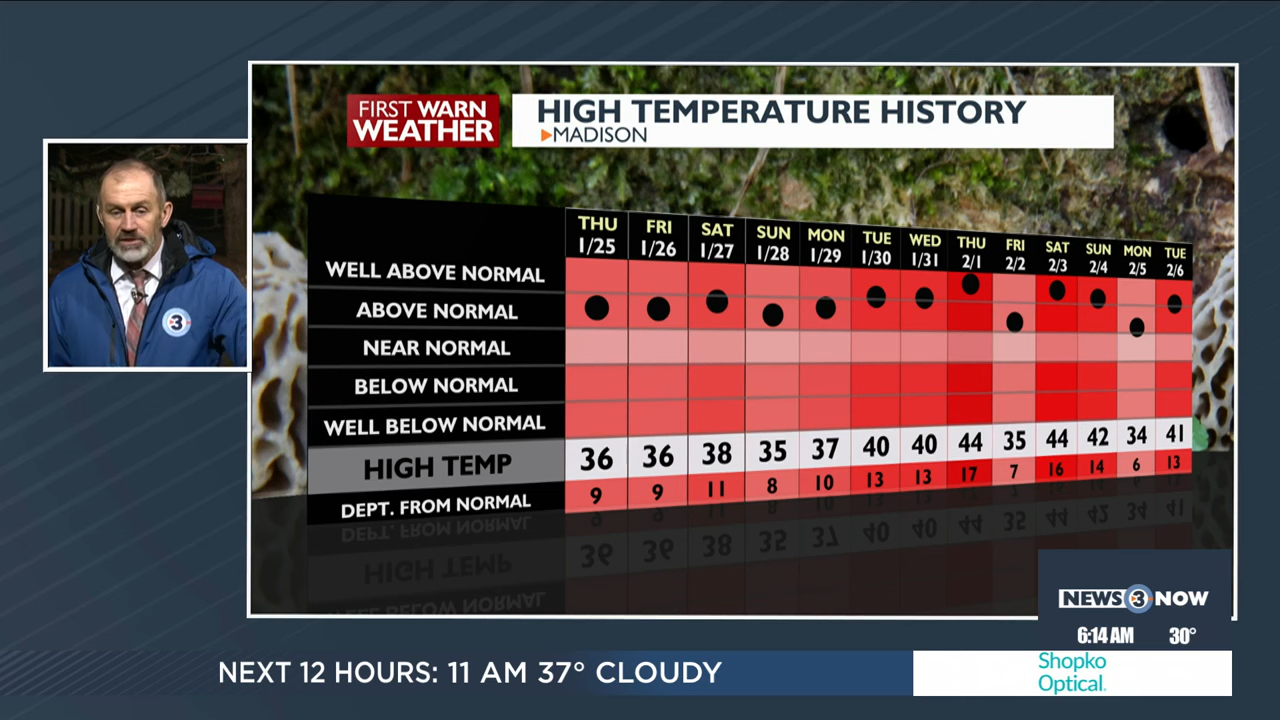 FIRST WARN
WEATHER
HIGH TEMPERATURE HISTORY
MADISON
THU FRI SAT SUN MON TUE WED THU FRI SAT SUN MON TUE
1/25 1/26 1/27 1/28 1/29 1/30 1/31 2/1 2/2 2/3 2/4 2/5 2/6
WELL ABOVE NORMAL
ABOVE NORMAL
NEAR NORMAL
BELOW NORMAL
WELL BELOW NORMAL
HIGH TEMP 36 36 38 35 37 40 40 44 35 44 42 34 41
DEPT. FROM NORMAL 9 9 11 8 10 13 13 17 7 16 14 6 13
3
NEWS 3 NOW
6:14 AM 30°
NEXT 12 HOURS: 11 AM 37° CLOUDY
Shopko
Optical.